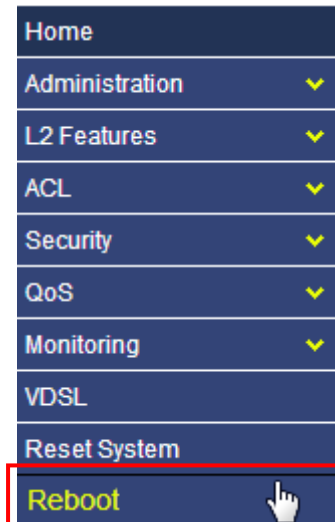 Home
Administration
L2 Features
ACL
Security
QoS
Monitoring
VDSL
Reset System
Reboot